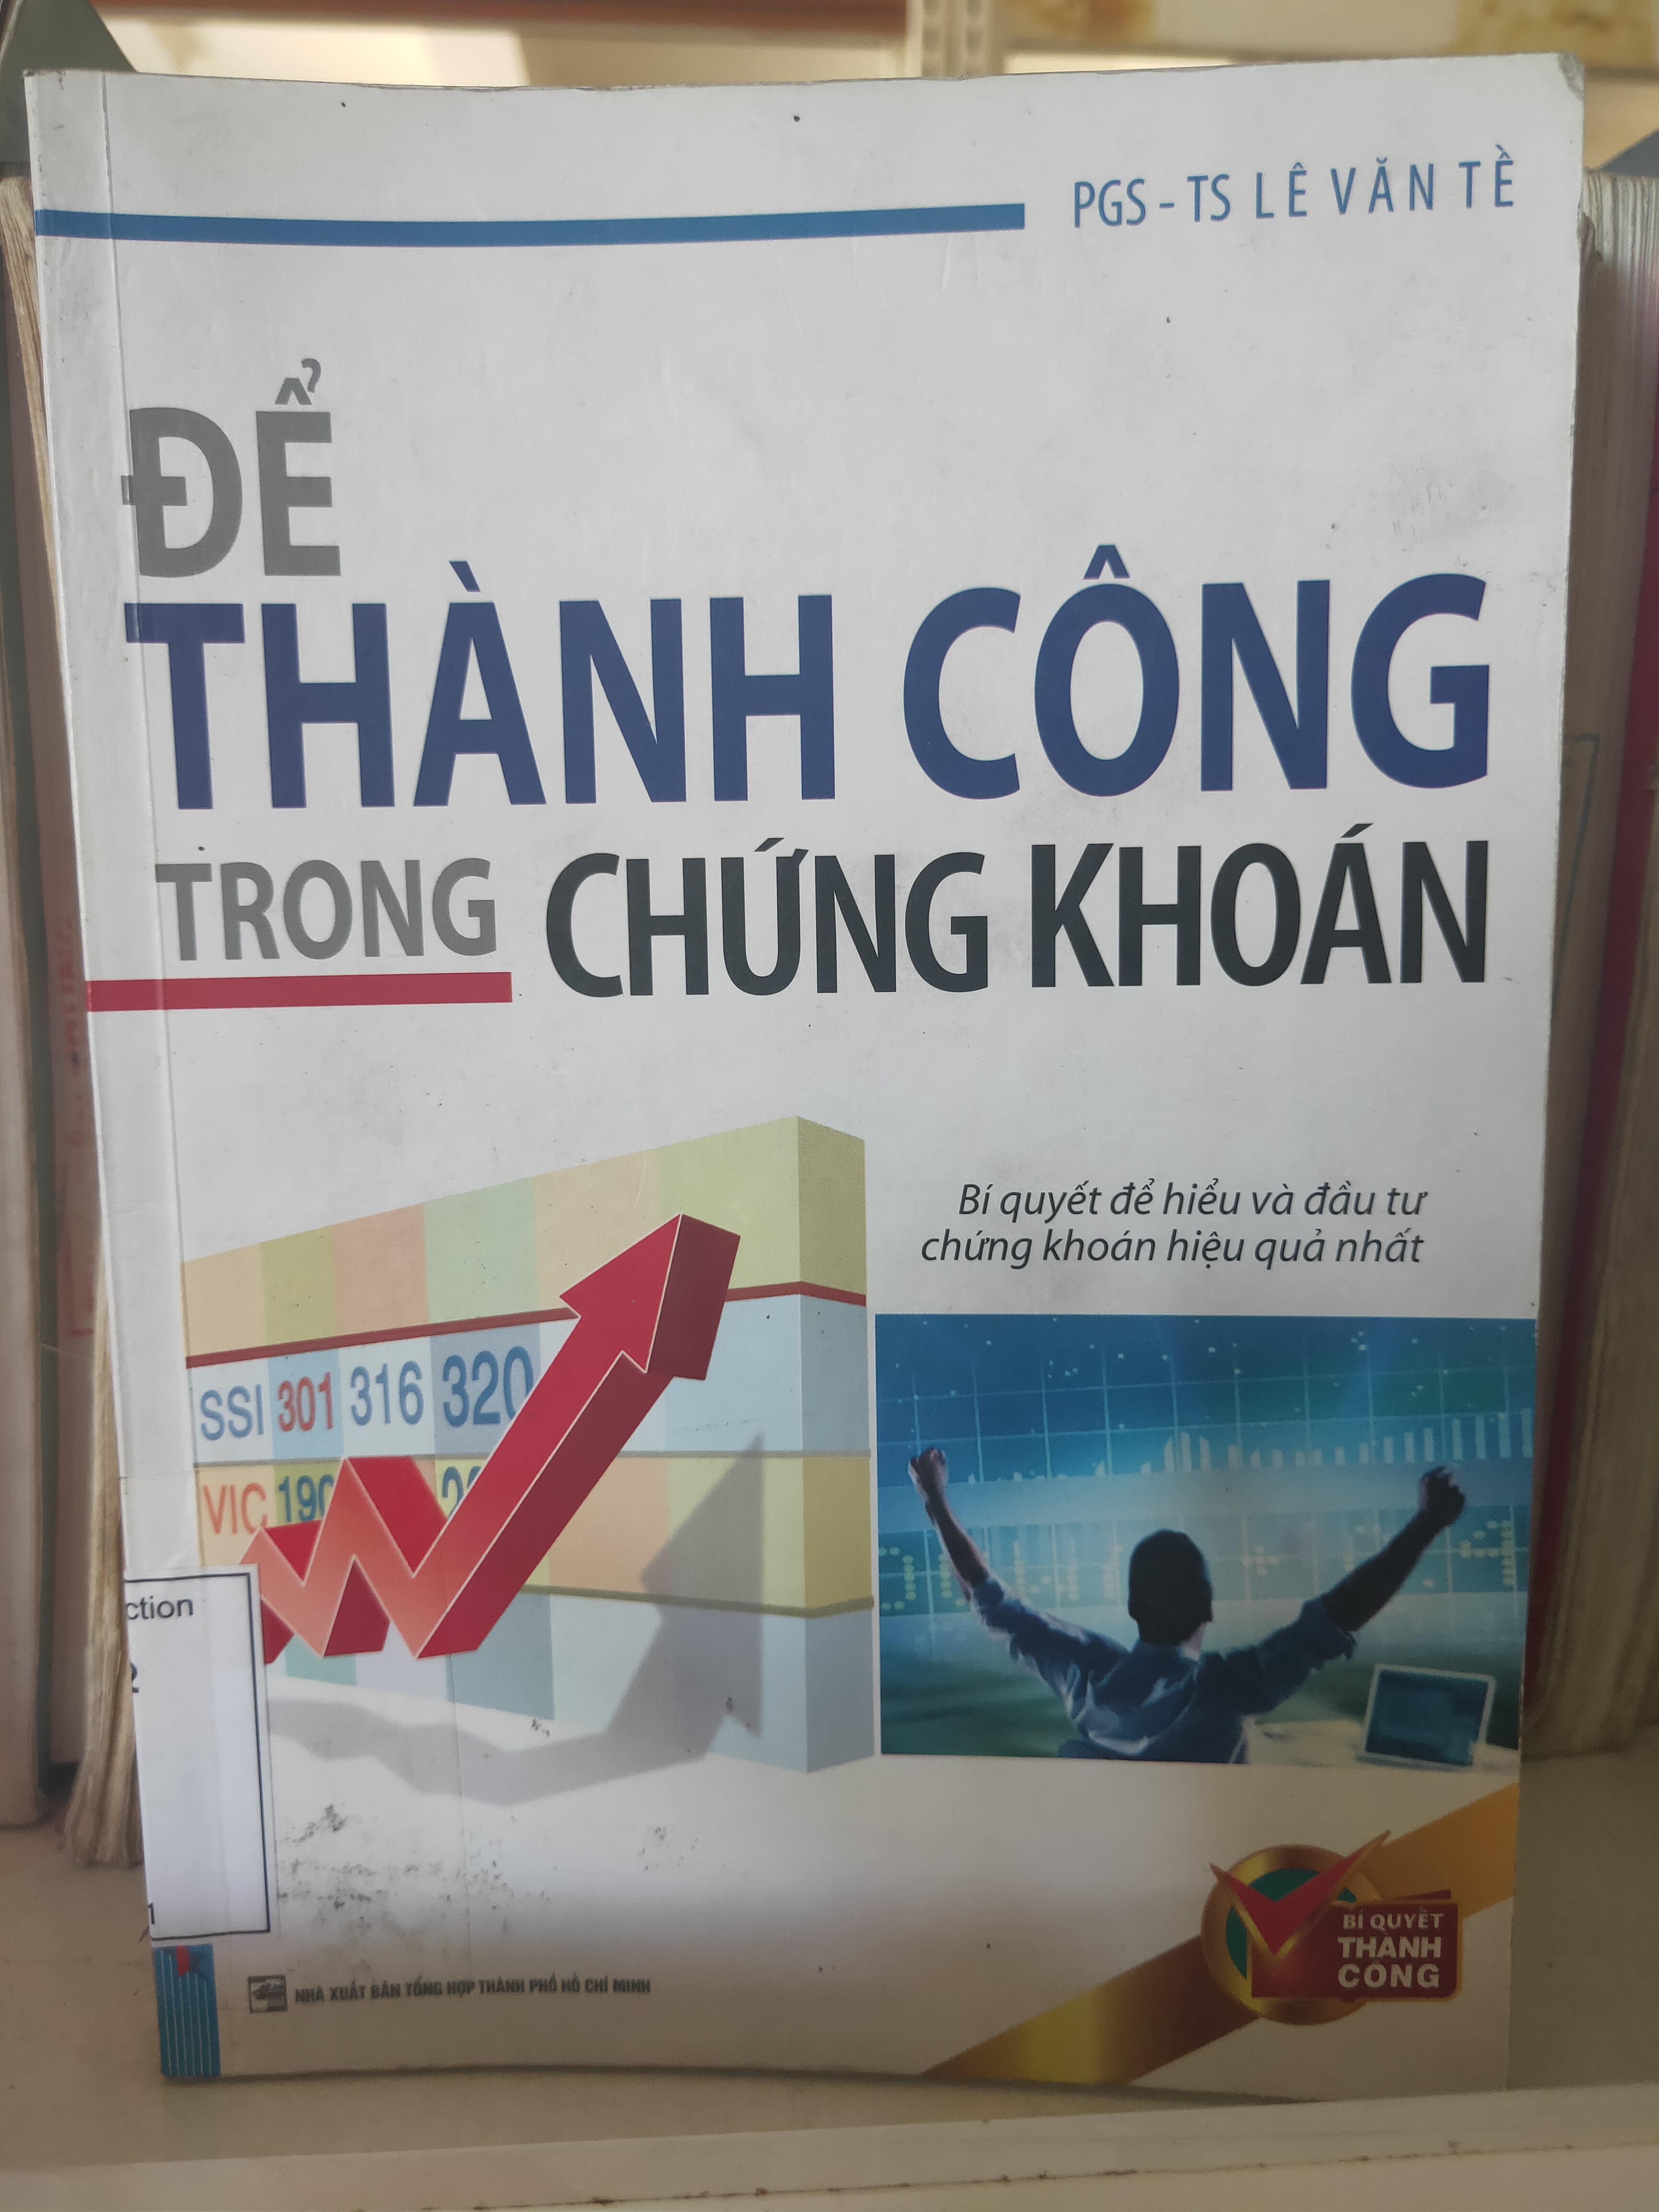 PGS - TS LÊ VĂN TỀ
ĐỂ
THÀNH CÔNG
TRONG CHỨNG KHOÁN
Bí quyết để hiểu và đầu tư
chứng khoán hiệu quả nhất
SSI 301 316 320
VIC 190
ction
2
1
NHÀ XUẤT BẢN TỔNG HỢP THÀNH PHỐ HỒ CHÍ MINH
BÍ QUYẾT
THÀNH
CÔNG